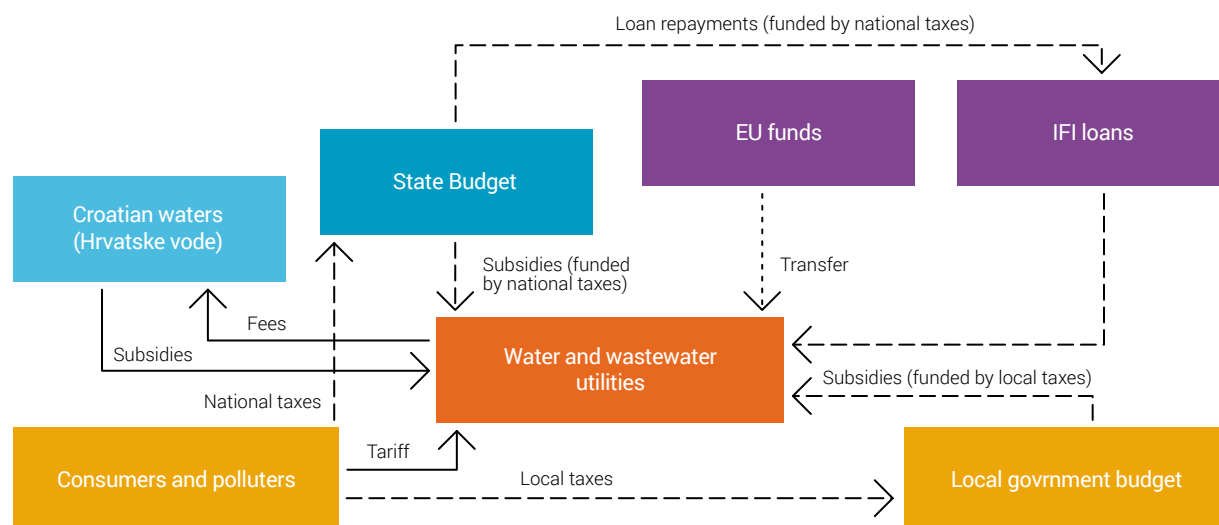 Loan repayments (funded by national taxes)
EU funds
IFI loans
State Budget
Croatian waters
(Hrvatske vode)
Subsidies (funded
by national taxes)
Transfer
Fees
Subsidies
Water and wastewater
utilities
Subsidies (funded by local taxes)
National taxes
Tariff
Consumers and polluters
Local taxes
Local govrnment budget